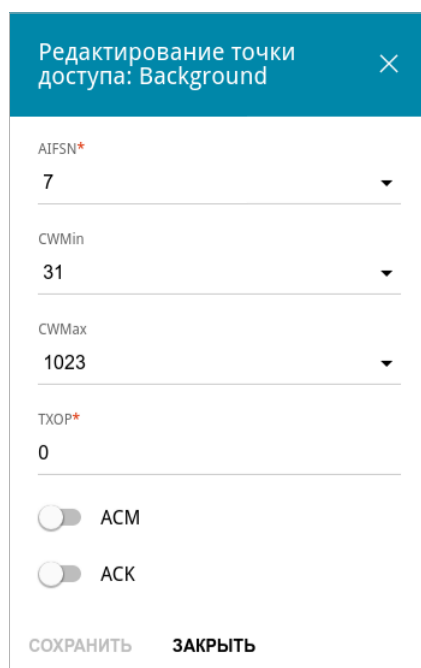 Редактирование точки
доступа: Background
AIFSN*
7
CWMin
31
CWMax
1023
TXOP*
0
ACM
ACK
СОХРАНИТЬ ЗАКРЫТЬ